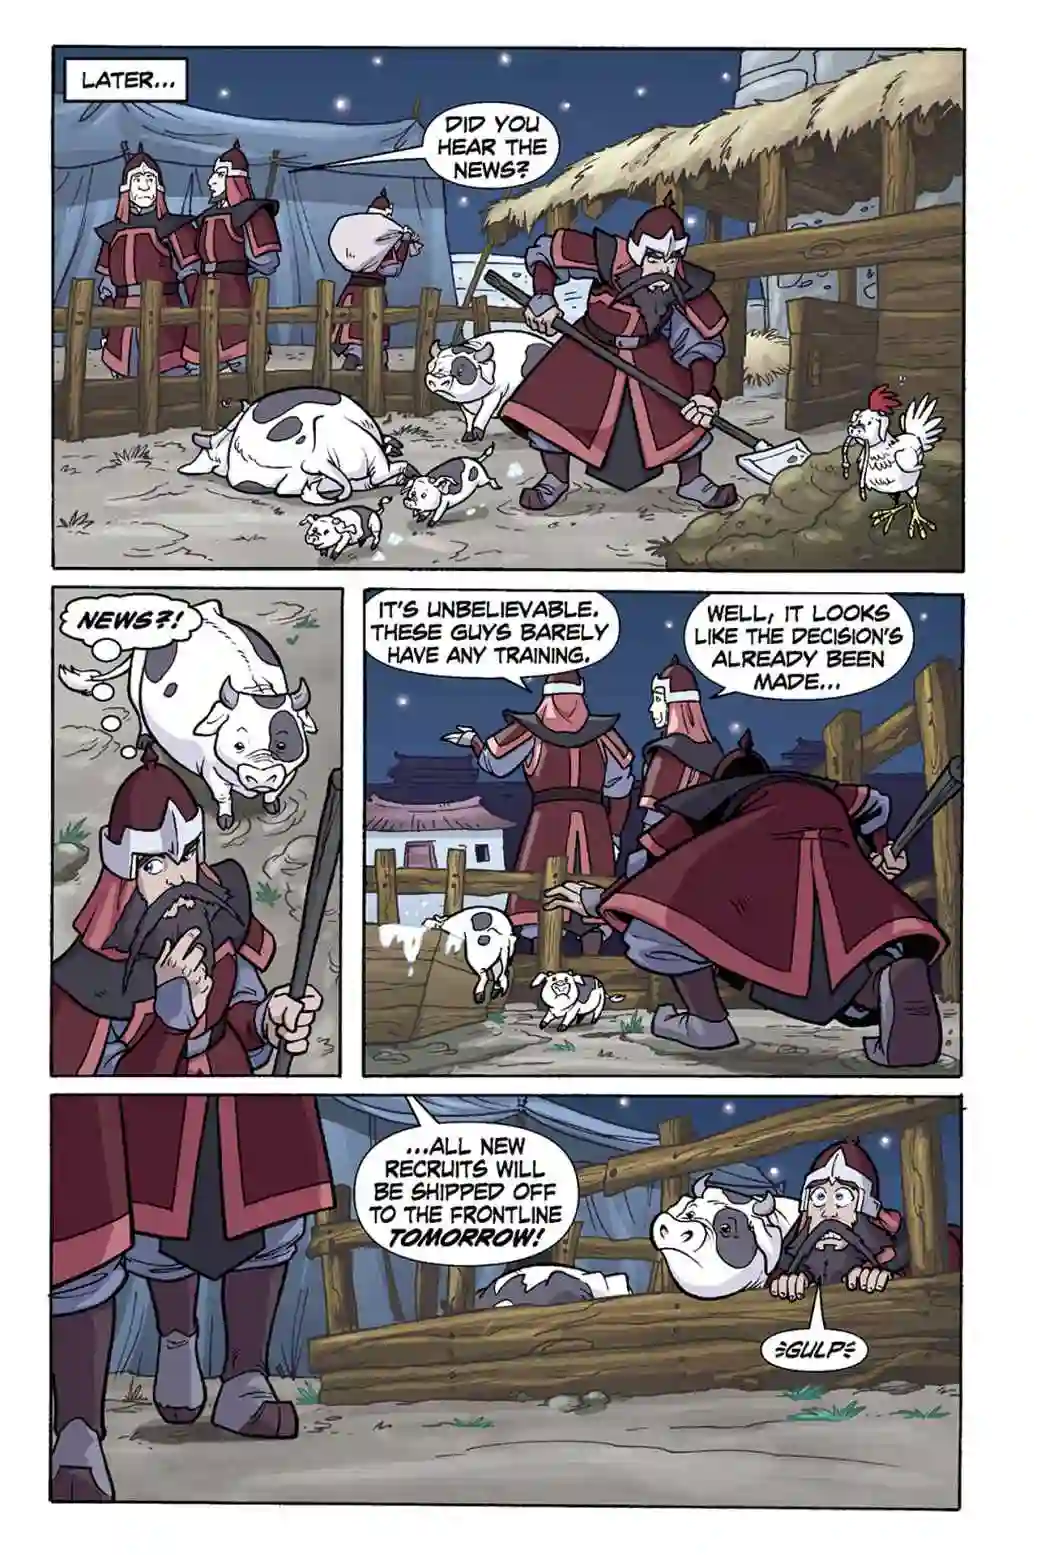 LATER...
DID YOU
HEAR THE
NEWS?
NEWS?!
IT'S UNBELIEVABLE.
THESE GUYS BARELY
HAVE ANY TRAINING.
WELL, IT LOOKS
LIKE THE DECISION'S
ALREADY BEEN
MADE...
...ALL NEW
RECRUITS WILL
BE SHIPPED OFF
TO THE FRONTLINE
TOMORROW!
GULP